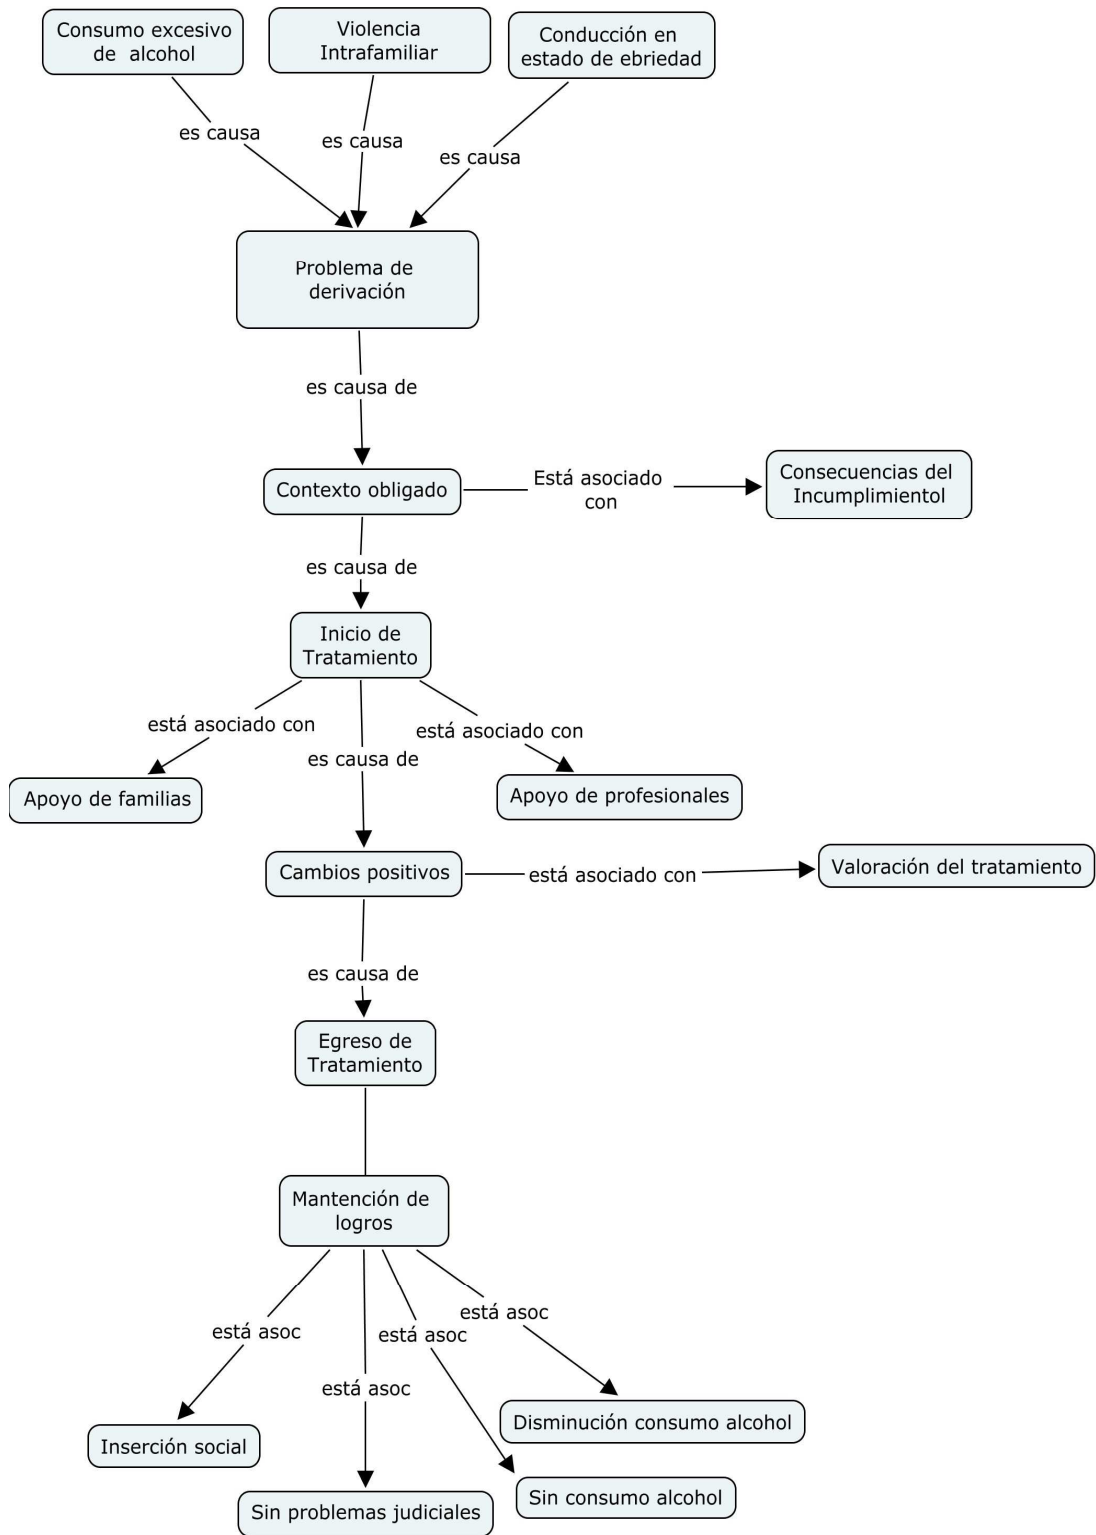 Consumo excesivo
de alcohol
Violencia
Intrafamiliar
Conducción en
estado de ebriedad
es causa
es causa
es causa
Problema de
derivación
es causa de
Contexto obligado
Está asociado
con
Consecuencias del
Incumplimientol
es causa de
Inicio de
Tratamiento
está asociado con
es causa de
está asociado con
Apoyo de familias
Apoyo de profesionales
Cambios positivos
está asociado con
Valoración del tratamiento
es causa de
Egreso de
Tratamiento
Mantención de
logros
está asoc
está asoc
está asoc
está asoc
Inserción social
Sin problemas judiciales
Sin consumo alcohol
Disminución consumo alcohol